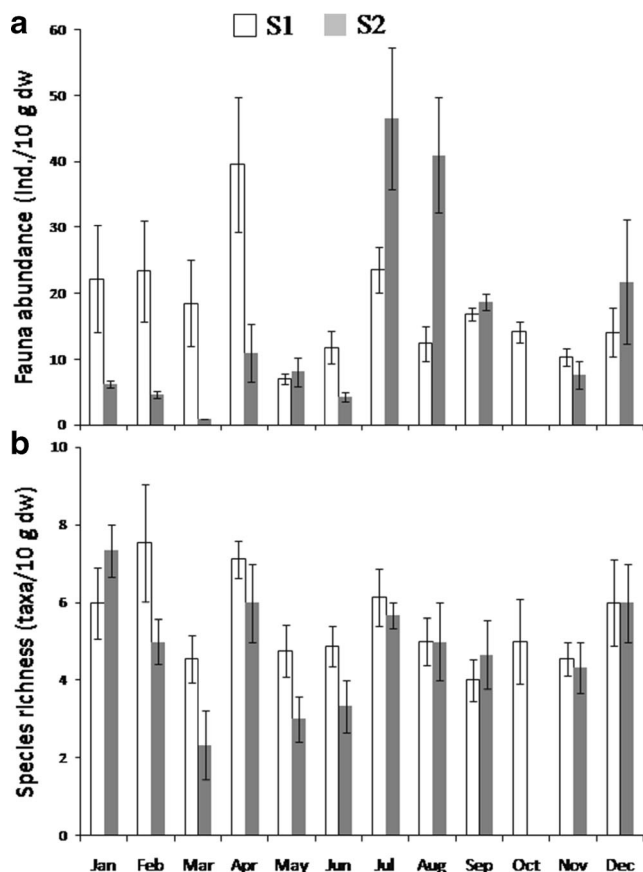 a
S1 S2
Fauna abundance (Ind./10 g dw
60
50
40
30
20
10
0
b
Species richness (taxa/10 g dw)
10
8
6
4
2
0
Jan Feb Mar Apr May Jun Jul Aug Sep Oct Nov Dec